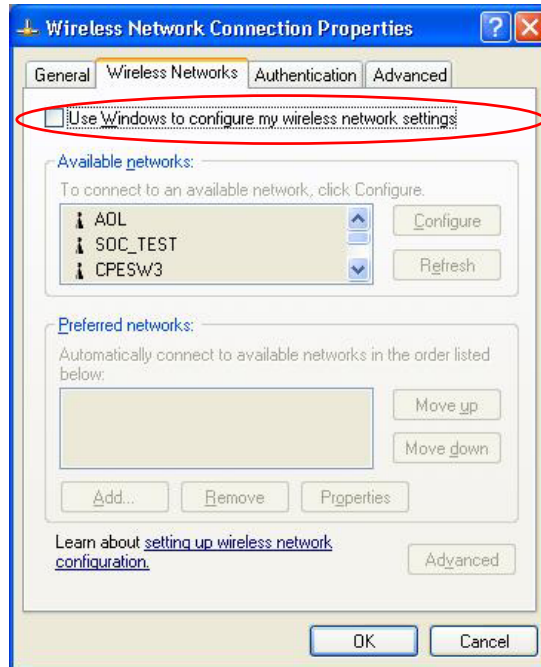 Wireless Network Connection Properties
General Wireless Networks Authentication Advanced
Use Windows to configure my wireless network settings
Available networks:
To connect to an available network, click Configure.
AOL
SOC_TEST
CPESW3
Configure
Refresh
Preferred networks:
Automatically connect to available networks in the order listed
below:
Move up
Move down
Add... Remove Properties
Learn about setting up wireless network
configuration.
Advanced
OK Cancel